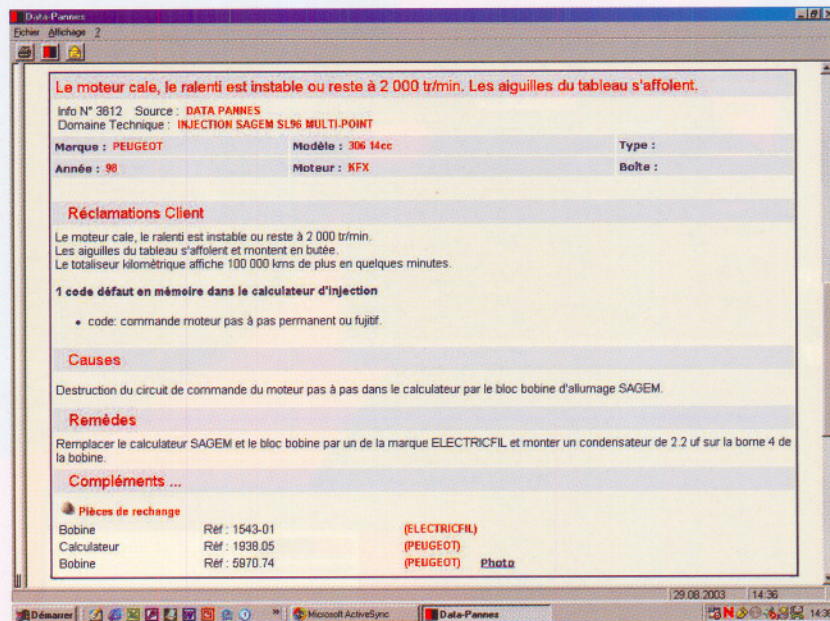 Data-Pannes
Fichier Affichage ?
Le moteur cale, le ralenti est instable ou reste à 2 000 tr/min. Les aiguilles du tableau s'affolent.
Info N° 3612 Source : DATA PANNES
Domaine Technique : INJECTION SAGEM SL96 MULTI-POINT
Marque : PEUGEOT Modèle : 306 14cc Type :
Année : 98 Moteur : KFX Boîte :
Réclamations Client
Le moteur cale, le ralenti est instable ou reste à 2 000 tr/min.
Les aiguilles du tableau s'affolent et montent en butée.
Le totaliseur kilométrique affiche 100 000 kms de plus en quelques minutes.
1 code défaut en mémoire dans le calculateur d'injection
• code: commande moteur pas à pas permanent ou fujitif.
Causes
Destruction du circuit de commande du moteur pas à pas dans le calculateur par le bloc bobine d'allumage SAGEM.
Remèdes
Remplacer le calculateur SAGEM et le bloc bobine par un de la marque ELECTRICFIL et monter un condensateur de 2.2 uf sur la borne 4 de
la bobine.
Compléments ...
Pièces de rechange
Bobine Réf : 1543-01 (ELECTRICFIL)
Calculateur Réf : 1938.05 (PEUGEOT)
Bobine Réf : 5970.74 (PEUGEOT) Photo
29.08.2003 14:36
Démarrer Microsoft ActiveSync Data-Pannes 14:36